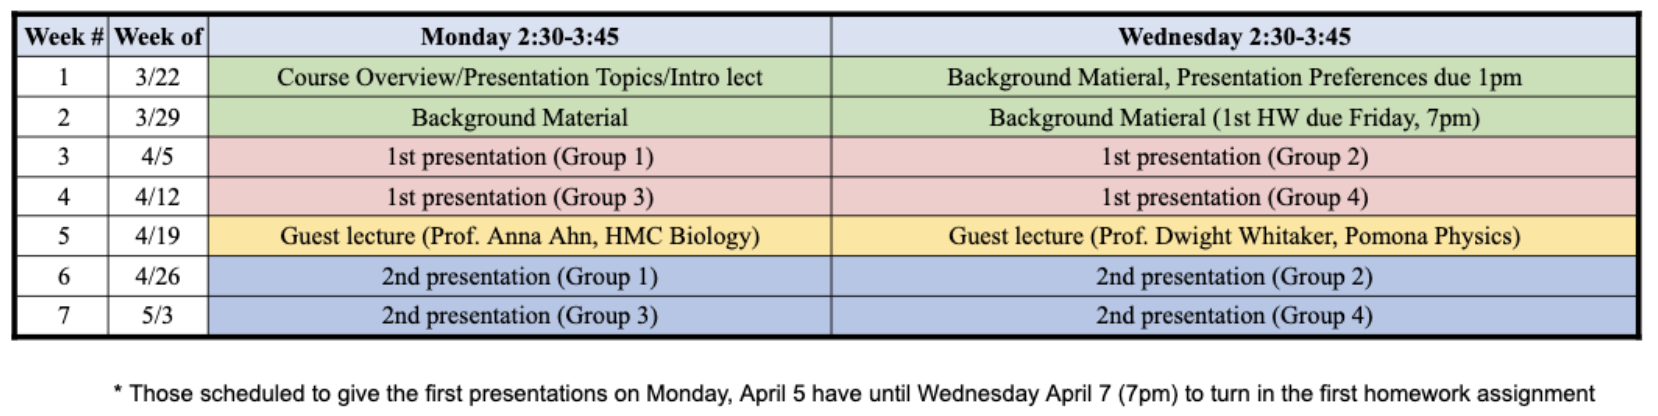 Week # Week of Monday 2:30-3:45 Wednesday 2:30-3:45
1 3/22 Course Overview/Presentation Topics/Intro lect Background Matieral, Presentation Preferences due 1pm
2 3/29 Background Material Background Matieral (1st HW due Friday, 7pm)
3 4/5 1st presentation (Group 1) 1st presentation (Group 2)
4 4/12 1st presentation (Group 3) 1st presentation (Group 4)
5 4/19 Guest lecture (Prof. Anna Ahn, HMC Biology) Guest lecture (Prof. Dwight Whitaker, Pomona Physics)
6 4/26 2nd presentation (Group 1) 2nd presentation (Group 2)
7 5/3 2nd presentation (Group 3) 2nd presentation (Group 4)
* Those scheduled to give the first presentations on Monday, April 5 have until Wednesday April 7 (7pm) to turn in the first homework assignment